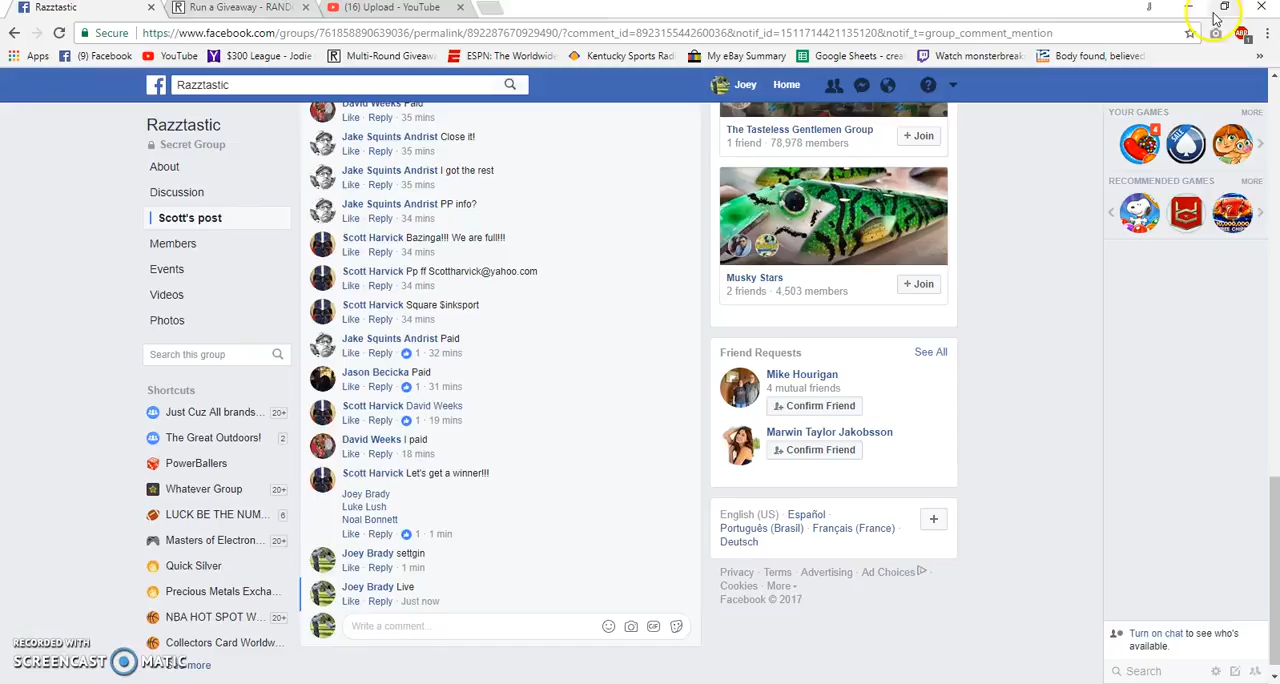 Razztastic
Run a Giveaway - RAND
(16) Upload - YouTube
Secure
https://www.facebook.com/groups/761858890639036/permalink/892287670929490/?comment_id=892315544260036&notif_id=1511714421135120&notif_t=group_comment_mention
Apps
(9) Facebook
YouTube
$300 League - Jodie
Multi-Round Giveaw
ESPN: The Worldwide
Kentucky Sports Radi
My eBay Summary
Google Sheets - crea
Watch monsterbreak
Body found, believed
Razztastic
Joey
Home
Razztastic
Secret Group
About
Discussion
Scott's post
Members
Events
Videos
Photos
Search this group
Shortcuts
Just Cuz All brands... 20+
The Great Outdoors! 2
PowerBallers
Whatever Group 20+
LUCK BE THE NUM... 6
Masters of Electron... 20+
Quick Silver
Precious Metals Excha...
NBA HOT SPOT W... 20+
Collectors Card Worldw...
See more
RECORDED WITH
SCREENCAST MATIC
David Weeks Paid
Like · Reply · 35 mins
Jake Squints Andrist Close it!
Like · Reply · 35 mins
Jake Squints Andrist I got the rest
Like · Reply · 35 mins
Jake Squints Andrist PP info?
Like · Reply · 34 mins
Scott Harvick Bazinga!!! We are full!!!
Like · Reply · 34 mins
Scott Harvick Pp ff Scottharvick@yahoo.com
Like · Reply · 34 mins
Scott Harvick Square $inksport
Like · Reply · 34 mins
Jake Squints Andrist Paid
Like · Reply · 1 · 32 mins
Jason Becicka Paid
Like · Reply · 1 · 31 mins
Scott Harvick David Weeks
Like · Reply · 1 · 19 mins
David Weeks I paid
Like · Reply · 18 mins
Scott Harvick Let's get a winner!!!
Joey Brady
Luke Lush
Noal Bonnett
Like · Reply · 1 · 1 min
Joey Brady settgin
Like · Reply · 1 min
Joey Brady Live
Like · Reply · Just now
Write a comment...
The Tasteless Gentlemen Group
1 friend · 78,978 members
+ Join
Musky Stars
2 friends · 4,503 members
+ Join
Friend Requests
See All
Mike Hourigan
4 mutual friends
Confirm Friend
Marwin Taylor Jakobsson
Confirm Friend
English (US) · Español ·
Português (Brasil) · Français (France) ·
Deutsch
Privacy · Terms · Advertising · Ad Choices ·
Cookies · More
Facebook © 2017
YOUR GAMES
MORE
4
RECOMMENDED GAMES
MORE
Turn on chat to see who's
available.
Search